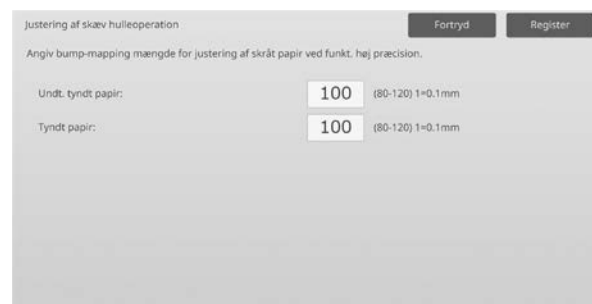 Justering af skæv hulleoperation Fortryd Register
Angiv bump-mapping mængde for justering af skråt papir ved funkt. høj præcision.
Undt. tyndt papir: 100 (80-120) 1=0.1mm
Tyndt papir: 100 (80-120) 1=0.1mm